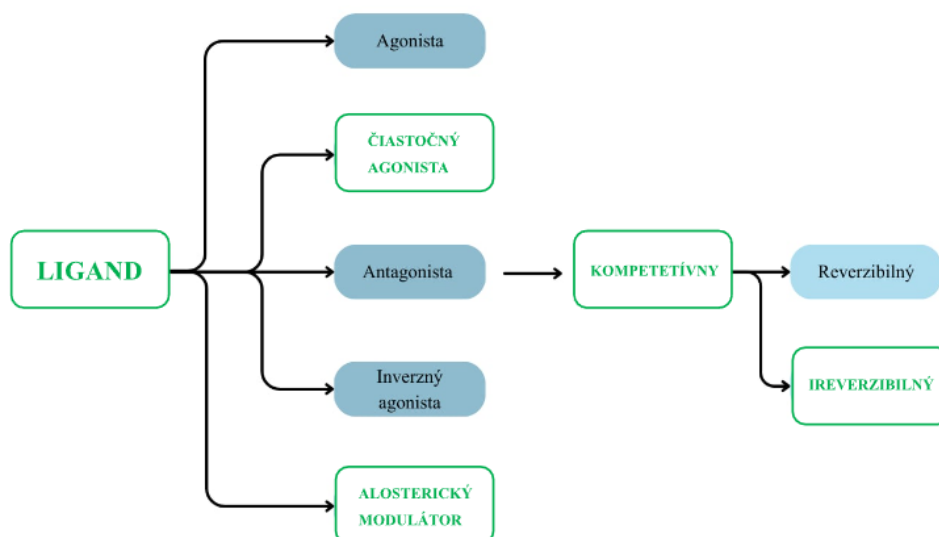 Agonista
ČIASTOČNÝ
AGONISTA
LIGAND
Antagonista
KOMPETETÍVNY
Reverzibilný
Inverzný
agonista
IREVERZIBILNÝ
ALOSTERICKÝ
MODULÁTOR